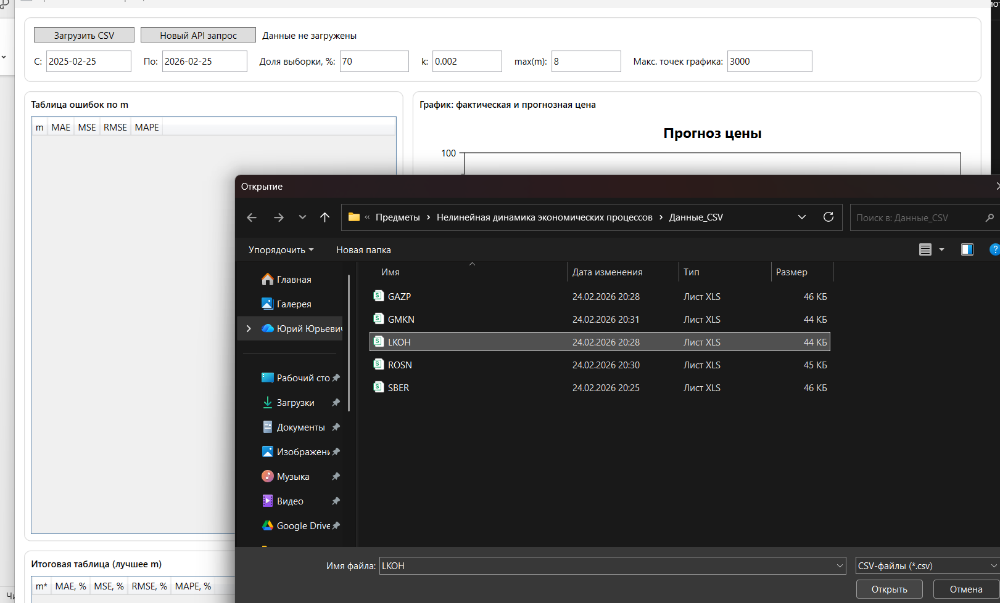 Загрузить CSV
Новый API запрос
Данные не загружены
С: 2025-02-25
По: 2026-02-25
Доля выборки, %: 70
k: 0.002
max(m): 8
Макс. точек графика: 3000
Таблица ошибок по m
m MAE MSE RMSE MAPE
График: фактическая и прогнозная цена
Прогноз цены
100
Открытие
« Предметы › Нелинейная динамика экономических процессов › Данные_CSV
Поиск в: Данные_CSV
Упорядочить
Новая папка
Главная
Галерея
Юрий Юрьевич
Рабочий сто
Загрузки
Документы
Изображени
Музыка
Видео
Google Drive
Имя Дата изменения Тип Размер
GAZP 24.02.2026 20:28 Лист XLS 46 КБ
GMKN 24.02.2026 20:31 Лист XLS 44 КБ
LKOH 24.02.2026 20:28 Лист XLS 44 КБ
ROSN 24.02.2026 20:30 Лист XLS 45 КБ
SBER 24.02.2026 20:25 Лист XLS 46 КБ
Имя файла: LKOH
CSV-файлы (*.csv)
Открыть
Отмена
Итоговая таблица (лучшее m)
m* MAE, % MSE, % RMSE, % MAPE, %